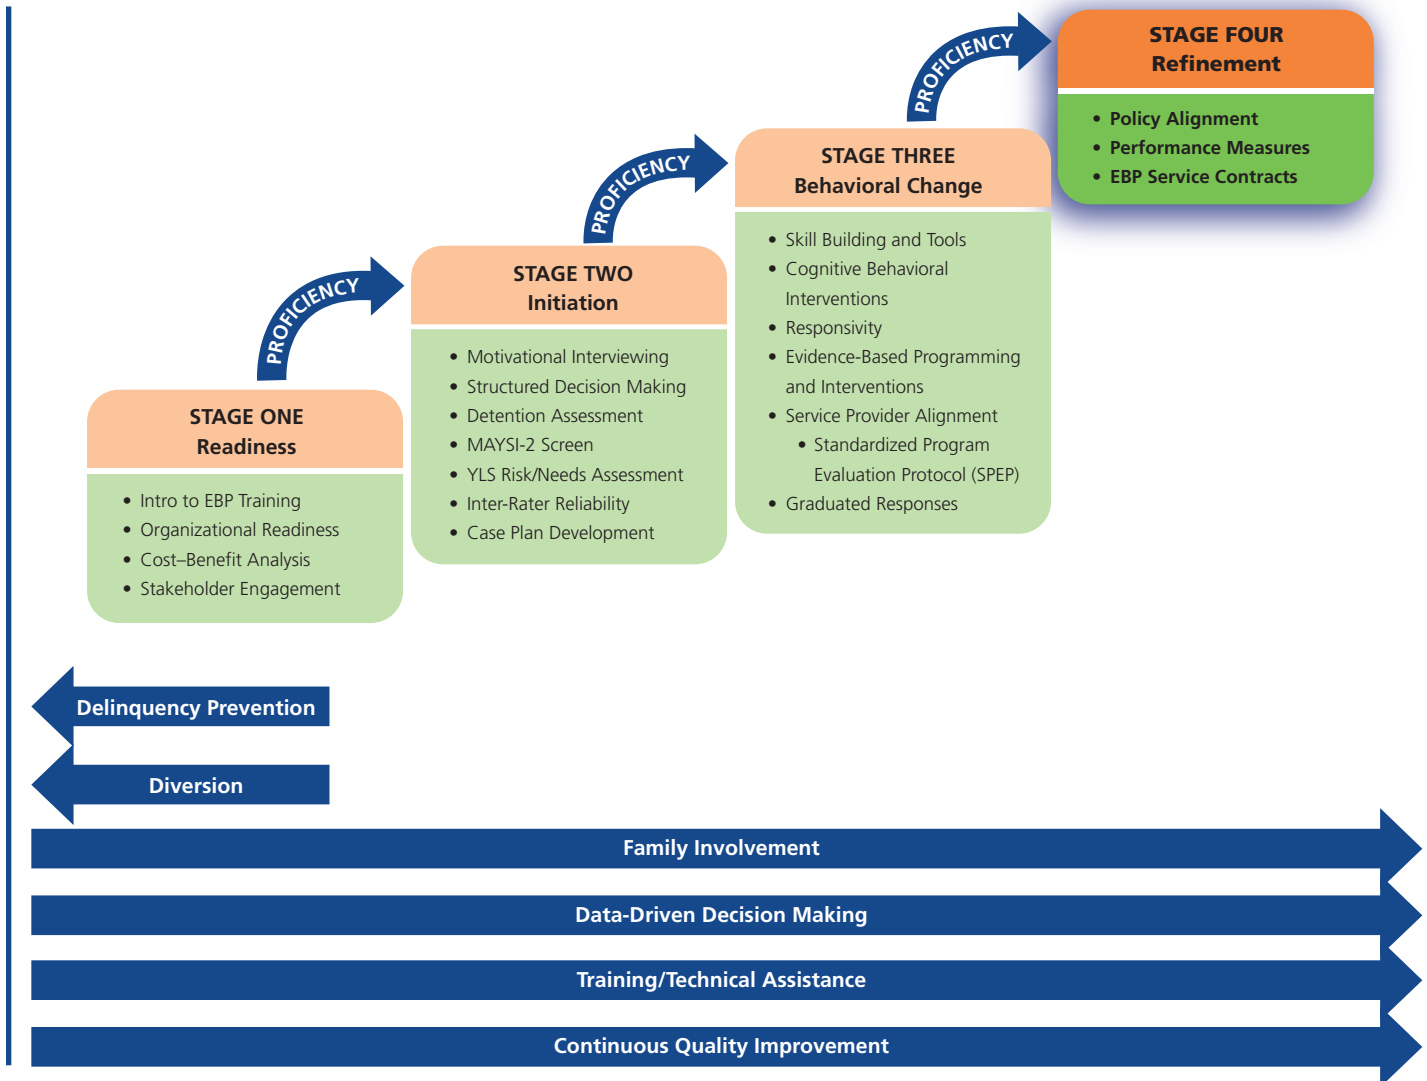 STAGE ONE
Readiness
• Intro to EBP Training
• Organizational Readiness
• Cost–Benefit Analysis
• Stakeholder Engagement
PROFICIENCY
STAGE TWO
Initiation
• Motivational Interviewing
• Structured Decision Making
• Detention Assessment
• MAYSI-2 Screen
• YLS Risk/Needs Assessment
• Inter-Rater Reliability
• Case Plan Development
PROFICIENCY
STAGE THREE
Behavioral Change
• Skill Building and Tools
• Cognitive Behavioral
Interventions
• Responsivity
• Evidence-Based Programming
and Interventions
• Service Provider Alignment
• Standardized Program
Evaluation Protocol (SPEP)
• Graduated Responses
PROFICIENCY
STAGE FOUR
Refinement
• Policy Alignment
• Performance Measures
• EBP Service Contracts
Delinquency Prevention
Diversion
Family Involvement
Data-Driven Decision Making
Training/Technical Assistance
Continuous Quality Improvement